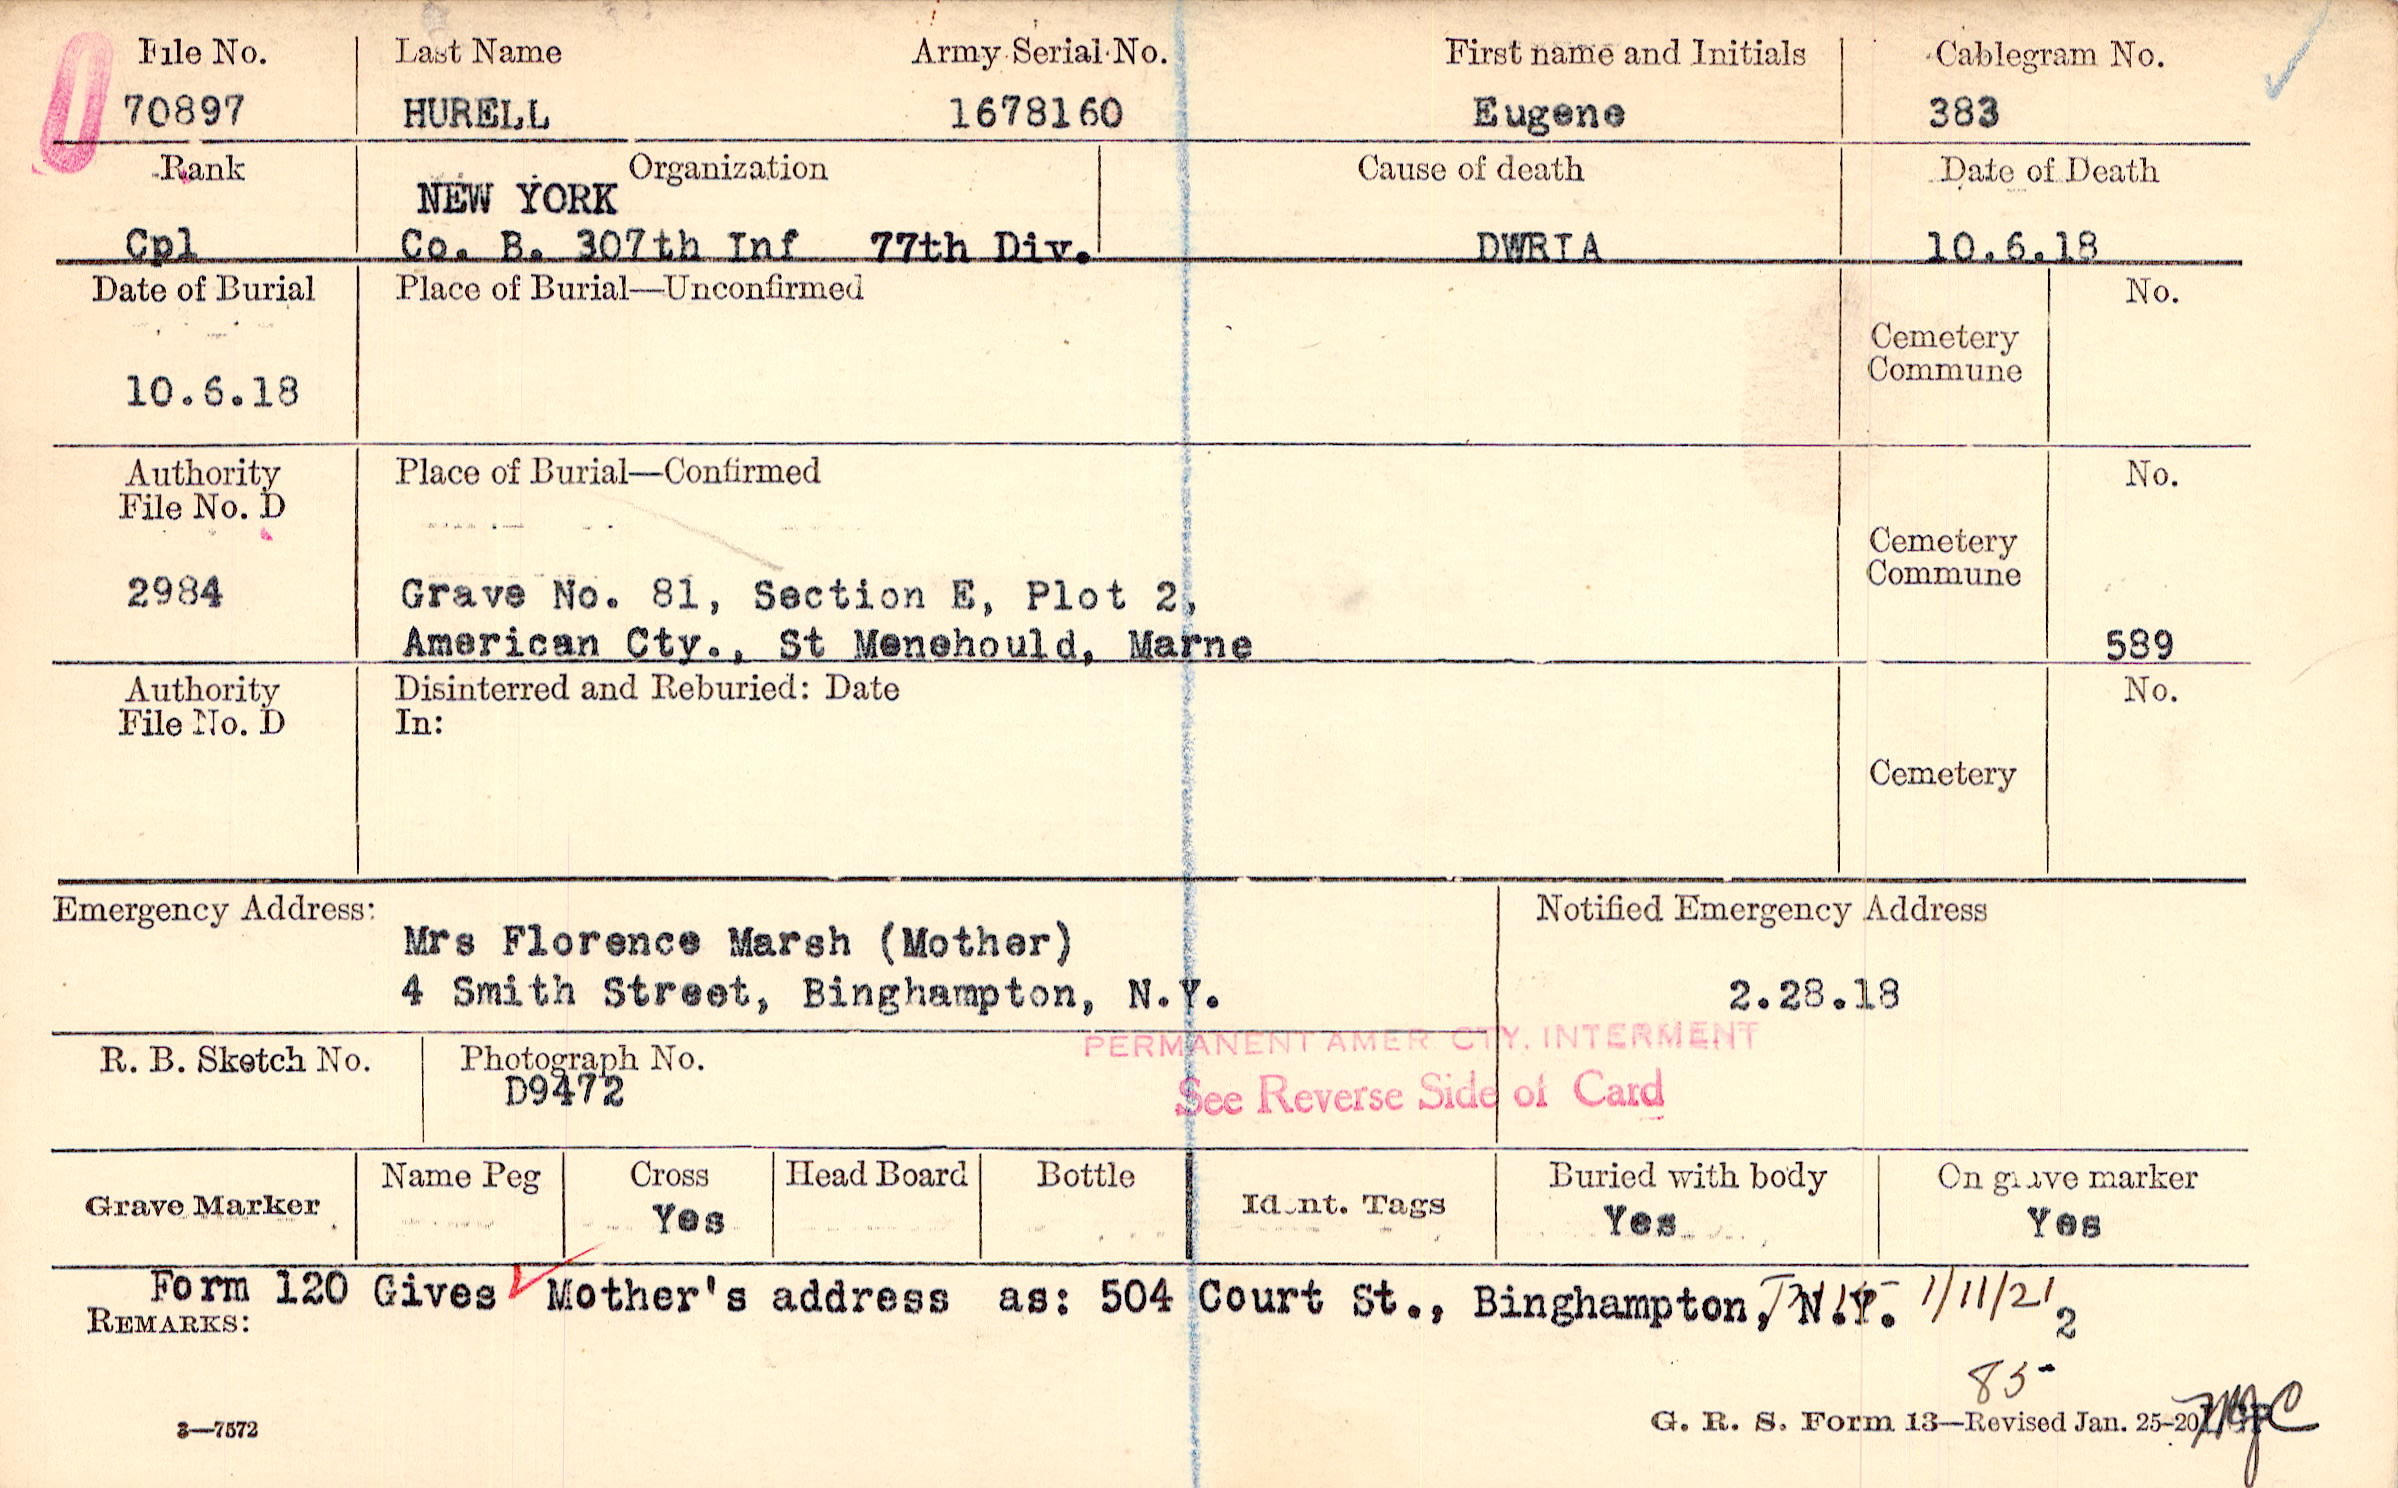 File No. Last Name Army Serial No. First name and Initials Cablegram No.
70897 HURELL 1678160 Eugene 383
Rank Organization Cause of death Date of Death
NEW YORK
Cpl Co. B. 307th Inf 77th Div. DWRIA 10.6.18
Date of Burial Place of Burial—Unconfirmed No.
Cemetery
Commune
10.6.18
Authority Place of Burial—Confirmed No.
File No. D
Cemetery
Commune
2984 Grave No. 81, Section E, Plot 2,
American Cty., St Menehould, Marne 589
Authority Disinterred and Reburied: Date No.
File No. D In:
Cemetery
Emergency Address: Notified Emergency Address
Mrs Florence Marsh (Mother)
4 Smith Street, Binghampton, N.Y. 2.28.18
PERMANENT AMER CTY. INTERMENT
R. B. Sketch No. Photograph No.
D9472 See Reverse Side of Card
Grave Marker Name Peg Cross Head Board Bottle Ident. Tags Buried with body On grave marker
Yes Yes Yes
Form 120 Gives Mother's address as: 504 Court St., Binghampton, N.Y. 1/11/21
REMARKS: 2
85
3—7572 G. R. S. Form 13—Revised Jan. 25-20